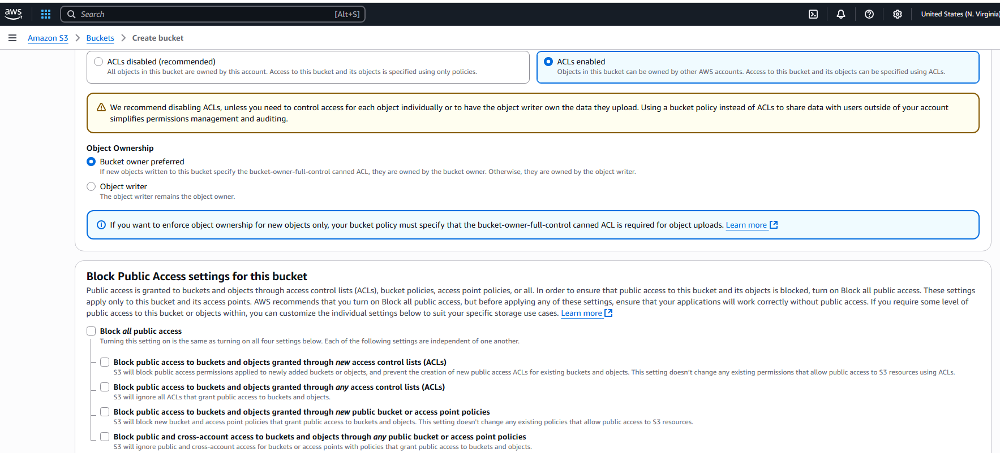 aws
Search [Alt+S]
United States (N. Virginia)
Amazon S3 > Buckets > Create bucket
ACLs disabled (recommended)
All objects in this bucket are owned by this account. Access to this bucket and its objects is specified using only policies.
ACLs enabled
Objects in this bucket can be owned by other AWS accounts. Access to this bucket and its objects can be specified using ACLs.
We recommend disabling ACLs, unless you need to control access for each object individually or to have the object writer own the data they upload. Using a bucket policy instead of ACLs to share data with users outside of your account
simplifies permissions management and auditing.
Object Ownership
Bucket owner preferred
If new objects written to this bucket specify the bucket-owner-full-control canned ACL, they are owned by the bucket owner. Otherwise, they are owned by the object writer.
Object writer
The object writer remains the object owner.
If you want to enforce object ownership for new objects only, your bucket policy must specify that the bucket-owner-full-control canned ACL is required for object uploads. Learn more
Block Public Access settings for this bucket
Public access is granted to buckets and objects through access control lists (ACLs), bucket policies, access point policies, or all. In order to ensure that public access to this bucket and its objects is blocked, turn on Block all public access. These settings
apply only to this bucket and its access points. AWS recommends that you turn on Block all public access, but before applying any of these settings, ensure that your applications will work correctly without public access. If you require some level of
public access to this bucket or objects within, you can customize the individual settings below to suit your specific storage use cases. Learn more
Block all public access
Turning this setting on is the same as turning on all four settings below. Each of the following settings are independent of one another.
Block public access to buckets and objects granted through new access control lists (ACLs)
S3 will block public access permissions applied to newly added buckets or objects, and prevent the creation of new public access ACLs for existing buckets and objects. This setting doesn't change any existing permissions that allow public access to S3 resources using ACLs.
Block public access to buckets and objects granted through any access control lists (ACLs)
S3 will ignore all ACLs that grant public access to buckets and objects.
Block public access to buckets and objects granted through new public bucket or access point policies
S3 will block new bucket and access point policies that grant public access to buckets and objects. This setting doesn't change any existing policies that allow public access to S3 resources.
Block public and cross-account access to buckets and objects through any public bucket or access point policies
S3 will ignore public and cross-account access for buckets or access points with policies that grant public access to buckets and objects.